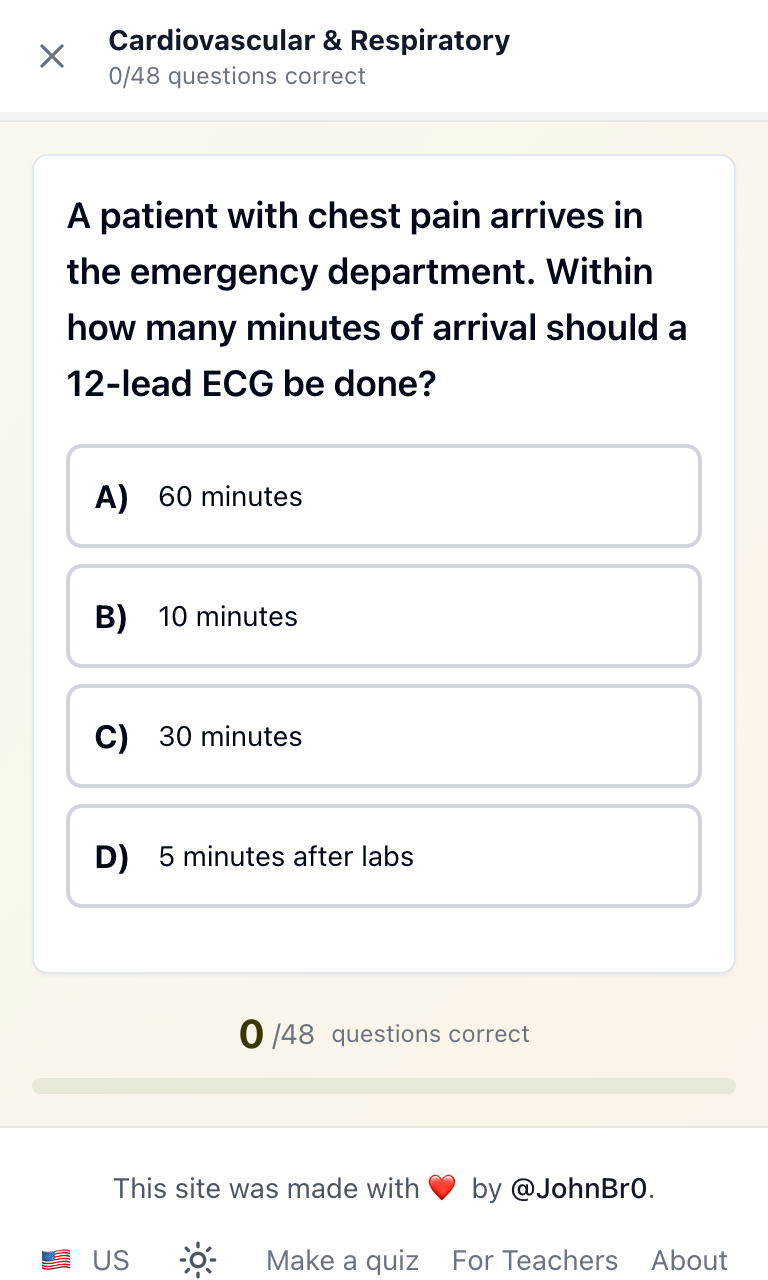 Cardiovascular & Respiratory
0/48 questions correct
A patient with chest pain arrives in
the emergency department. Within
how many minutes of arrival should a
12-lead ECG be done?
A) 60 minutes
B) 10 minutes
C) 30 minutes
D) 5 minutes after labs
0 /48 questions correct
This site was made with ❤️ by @JohnBr0.
🇺🇸 US Make a quiz For Teachers About